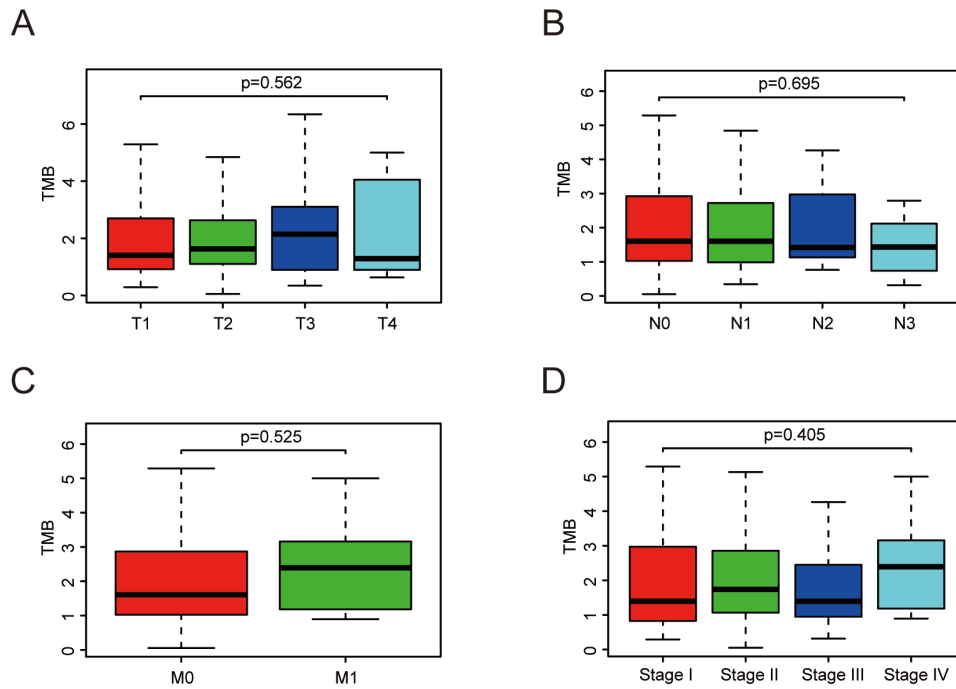 A
p=0.562
TMB
6
4
2
0
T1 T2 T3 T4
B
p=0.695
TMB
6
5
4
3
2
1
0
N0 N1 N2 N3
C
p=0.525
TMB
6
5
4
3
2
1
0
M0 M1
D
p=0.405
TMB
6
5
4
3
2
1
0
Stage I Stage II Stage III Stage IV